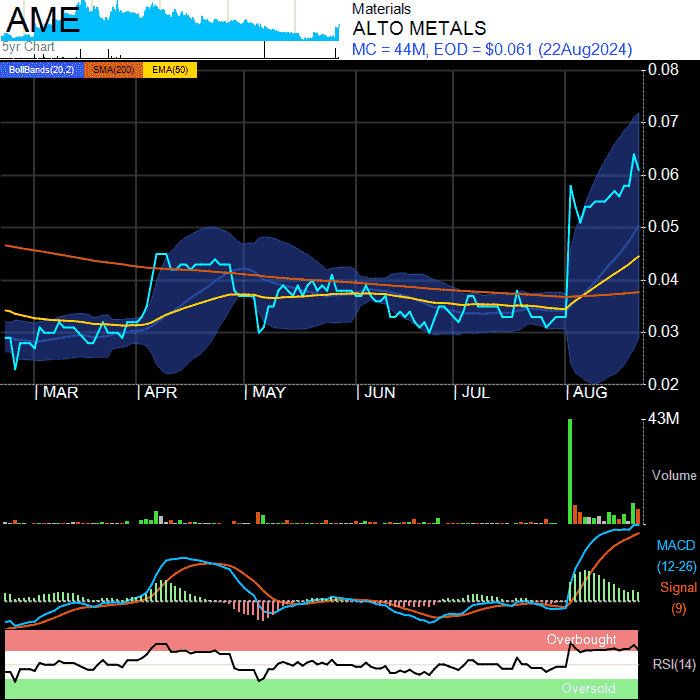 AME
5yr Chart
Materials
ALTO METALS
MC = 44M, EOD = $0.061 (22Aug2024)
BollBands(20,2) SMA(200) EMA(50)
0.08
0.07
0.06
0.05
0.04
0.03
0.02
MAR APR MAY JUN JUL AUG
43M
Volume
MACD
(12-26)
Signal
(9)
Overbought
RSI(14)
Oversold